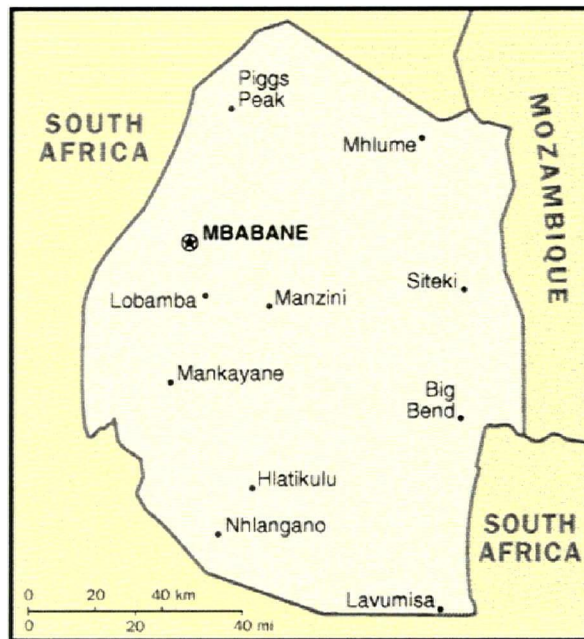 Piggs
Peak
SOUTH
AFRICA
MOZAMBIQUE
Mhlume
MBABANE
Siteki
Lobamba
Manzini
Mankayane
Big
Bend
Hlatikulu
Nhlangano
SOUTH
AFRICA
0 20 40 km
Lavumisa
0 20 40 mi